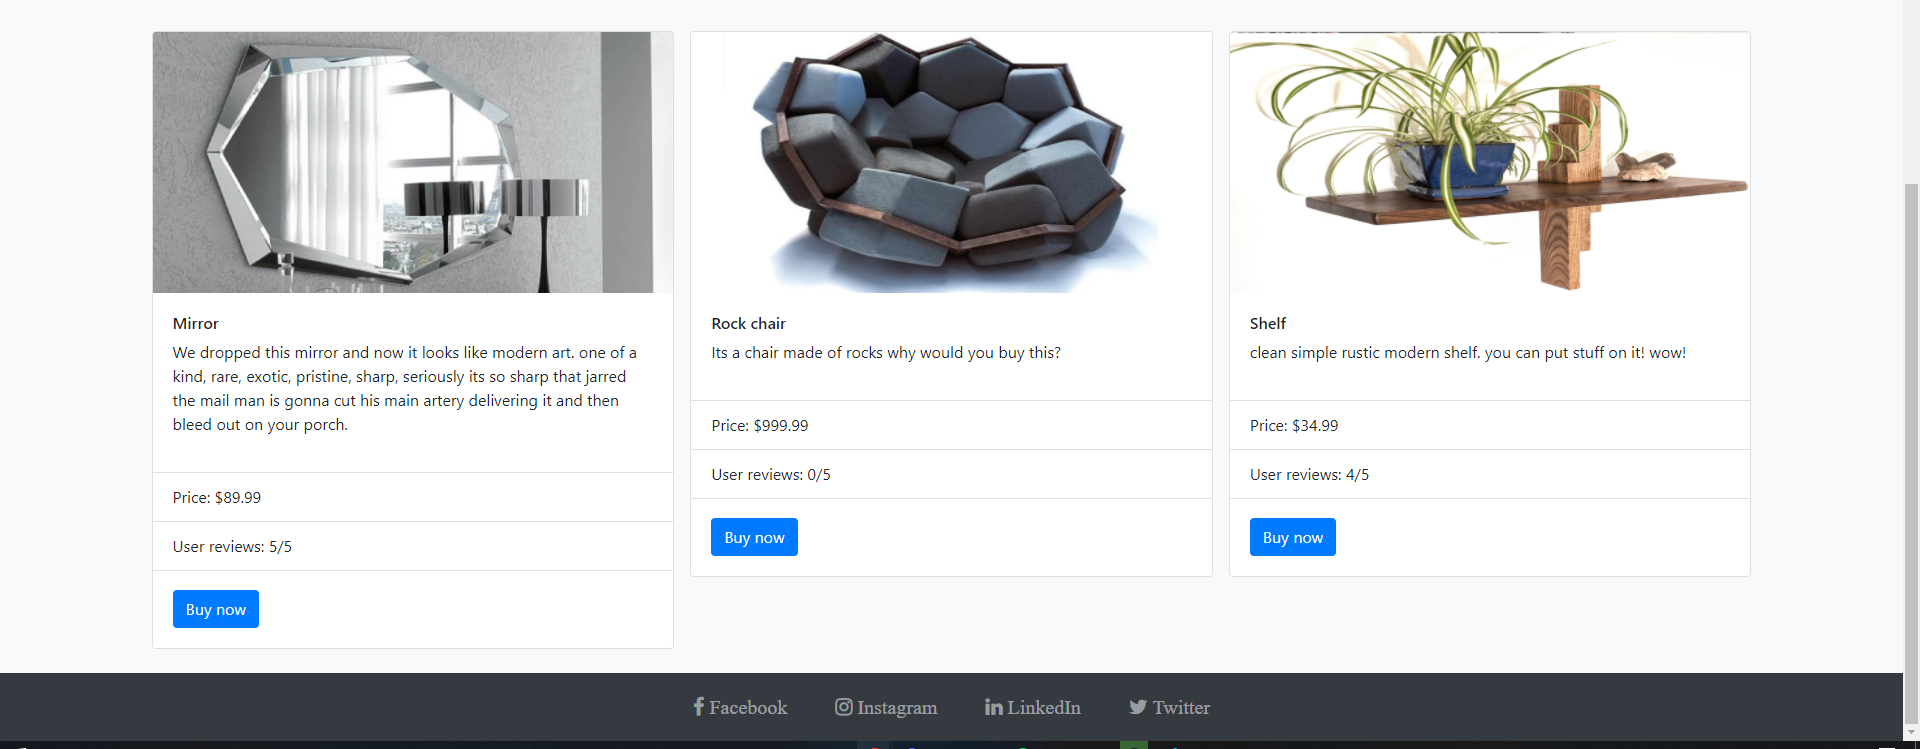 Mirror
We dropped this mirror and now it looks like modern art. one of a
kind, rare, exotic, pristine, sharp, seriously its so sharp that jarred
the mail man is gonna cut his main artery delivering it and then
bleed out on your porch.
Price: $89.99
User reviews: 5/5
Buy now
Rock chair
Its a chair made of rocks why would you buy this?
Price: $999.99
User reviews: 0/5
Buy now
Shelf
clean simple rustic modern shelf. you can put stuff on it! wow!
Price: $34.99
User reviews: 4/5
Buy now
Facebook
Instagram
LinkedIn
Twitter